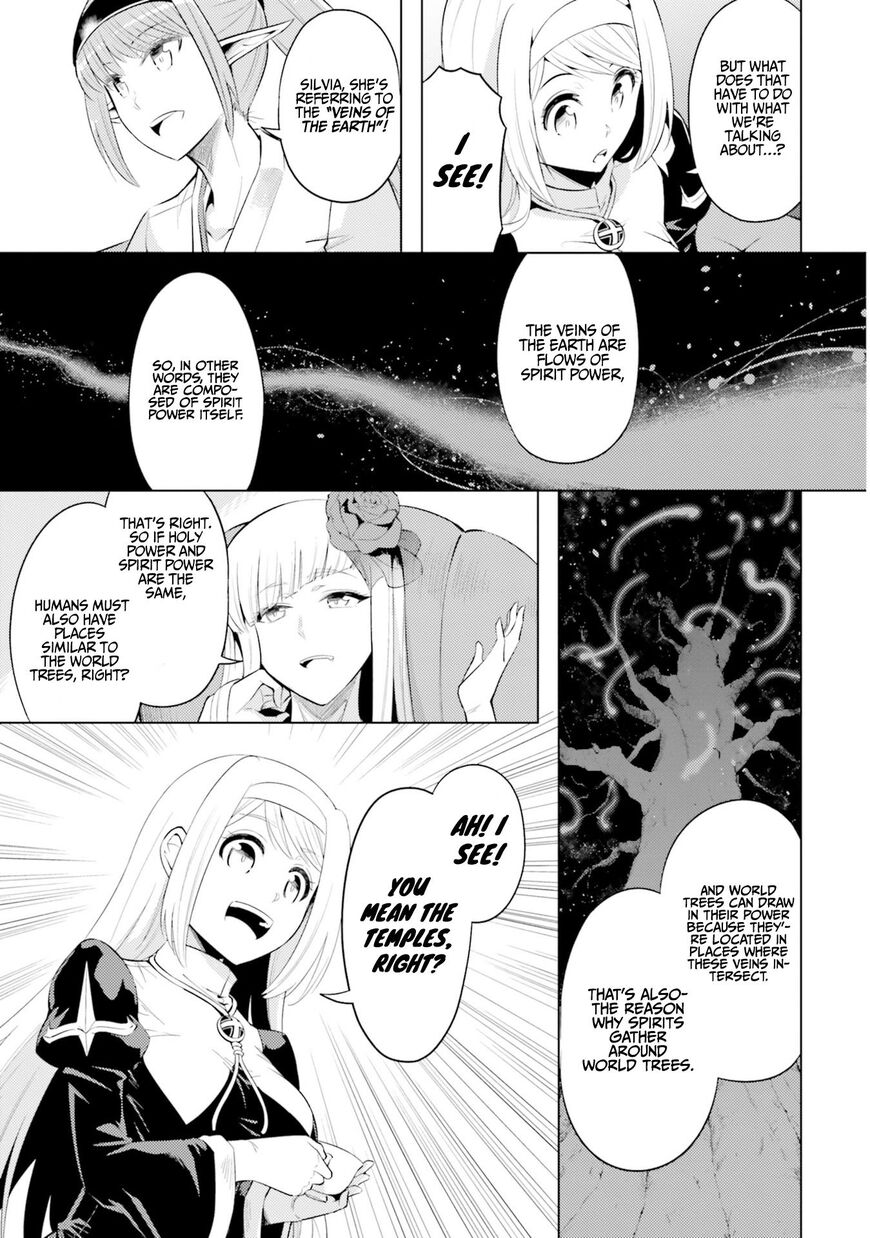 BUT WHAT
DOES THAT
HAVE TO DO
WITH WHAT
WE'RE
TALKING
ABOUT...?
I
SEE!
SILVIA, SHE'S
REFERRING TO
THE "VEINS OF
THE EARTH"!
THE VEINS OF
THE EARTH ARE
FLOWS OF
SPIRIT POWER,
SO, IN OTHER
WORDS, THEY
ARE COMPOS-
ED OF SPIRIT
POWER ITSELF.
AND WORLD
TREES CAN DRAW
IN THEIR POWER
BECAUSE THEY'-
RE LOCATED IN
PLACES WHERE
THESE VEINS IN-
TERSECT.
THAT'S ALSO-
THE REASON
WHY SPIRITS
GATHER
AROUND
WORLD TREES.
THAT'S RIGHT.
SO IF HOLY
POWER AND
SPIRIT POWER
ARE THE
SAME,
HUMANS MUST
ALSO HAVE
PLACES
SIMILAR TO
THE WORLD
TREES, RIGHT?
AH! I
SEE!
YOU
MEAN THE
TEMPLES,
RIGHT?